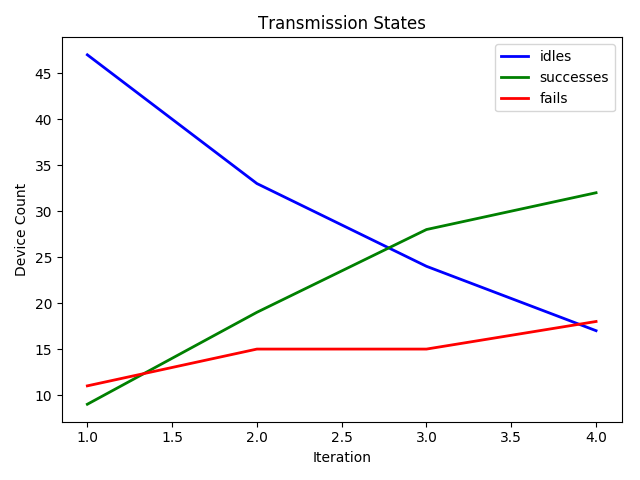 Transmission States
idles
successes
fails
45
40
35
30
25
20
15
10
Device Count
1.0 1.5 2.0 2.5 3.0 3.5 4.0
Iteration